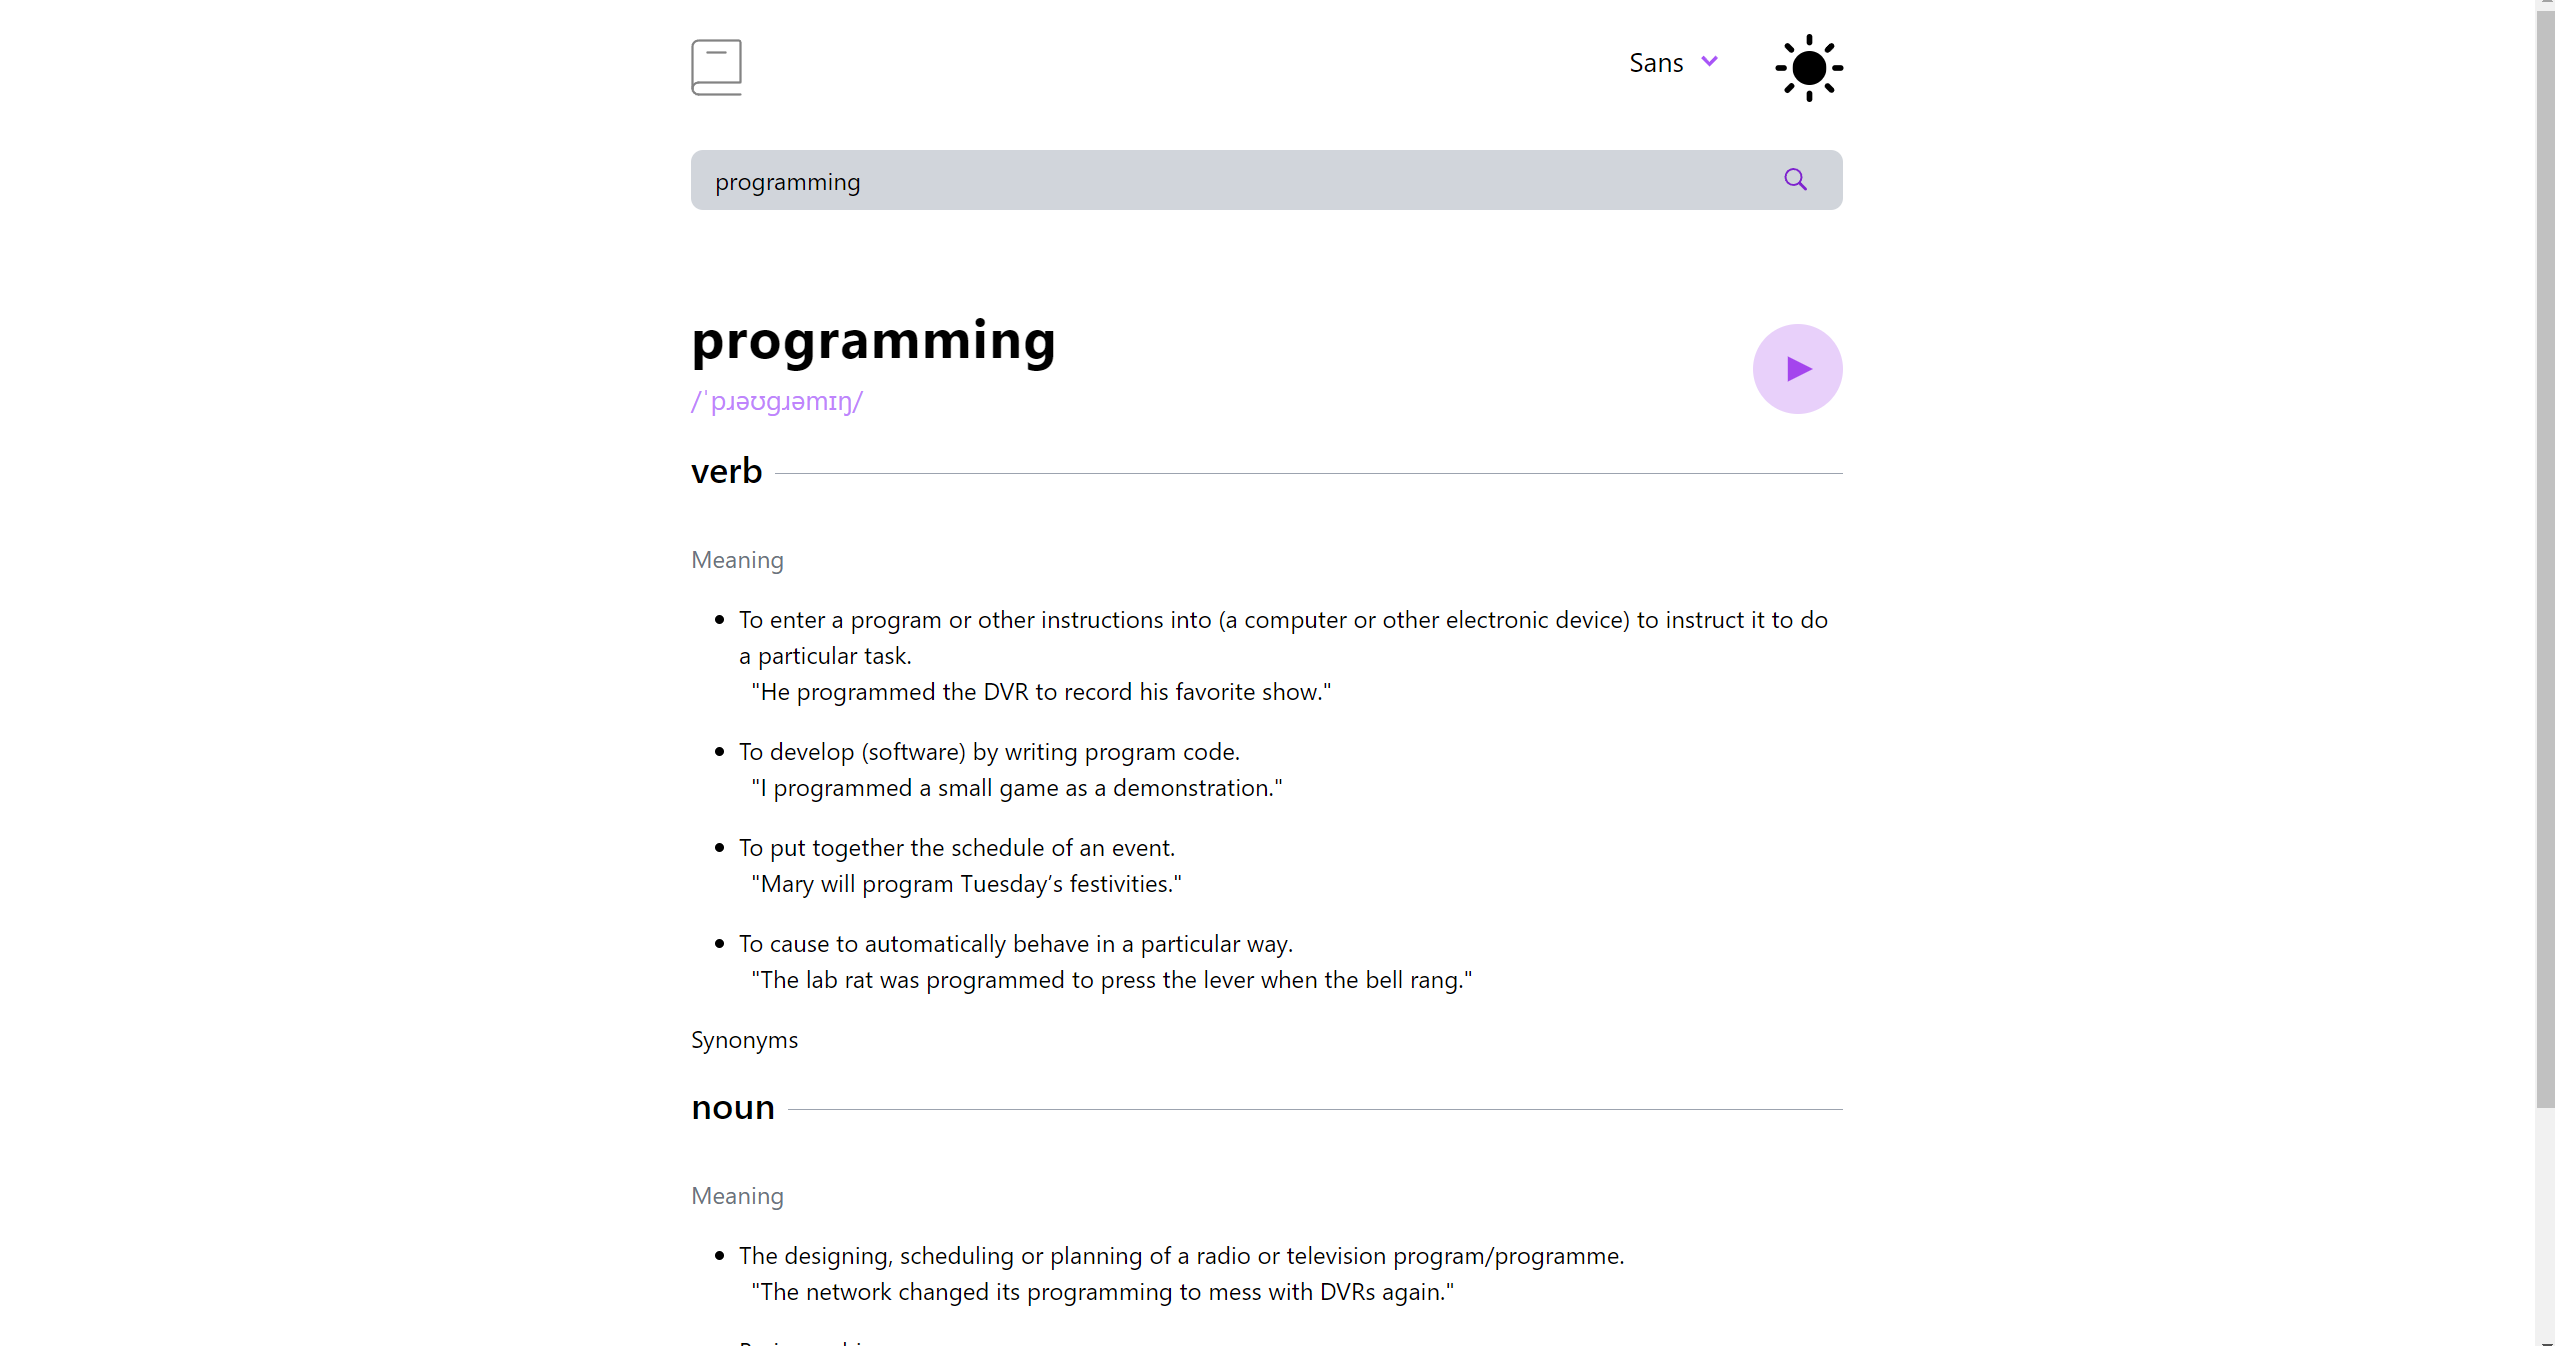 Sans
programming
programming
/ˈpɹəʊɡɹəmɪŋ/
verb
Meaning
To enter a program or other instructions into (a computer or other electronic device) to instruct it to do
a particular task.
"He programmed the DVR to record his favorite show."
To develop (software) by writing program code.
"I programmed a small game as a demonstration."
To put together the schedule of an event.
"Mary will program Tuesday’s festivities."
To cause to automatically behave in a particular way.
"The lab rat was programmed to press the lever when the bell rang."
Synonyms
noun
Meaning
The designing, scheduling or planning of a radio or television program/programme.
"The network changed its programming to mess with DVRs again."